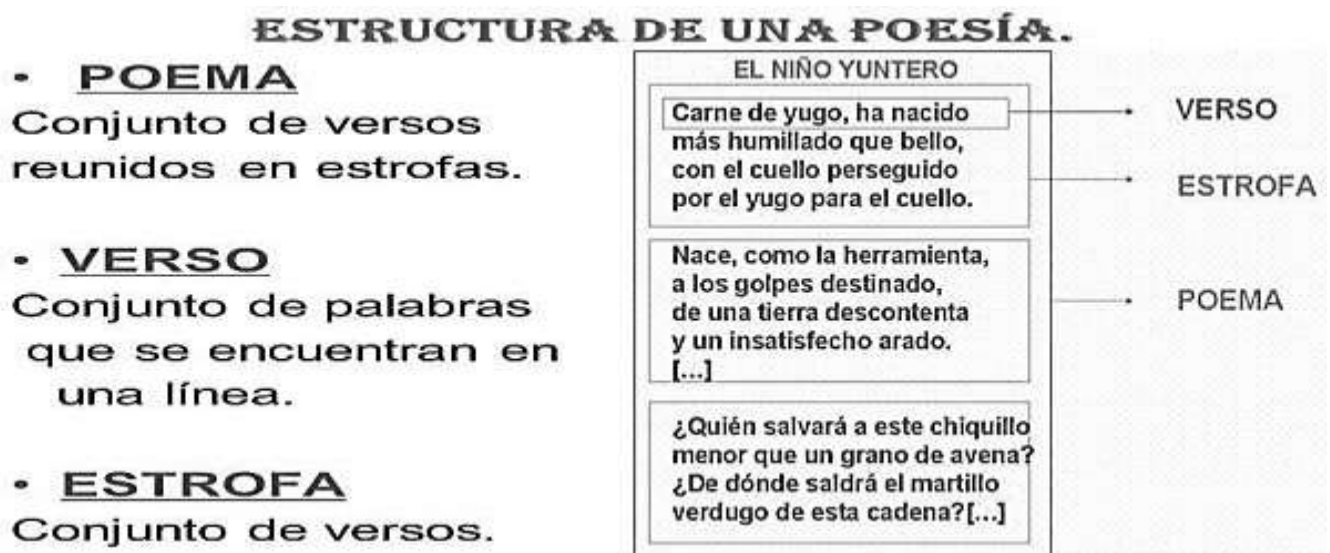 ESTRUCTURA DE UNA POESÍA.
• POEMA
Conjunto de versos
reunidos en estrofas.
• VERSO
Conjunto de palabras
que se encuentran en
una línea.
• ESTROFA
Conjunto de versos.
EL NIÑO YUNTERO
Carne de yugo, ha nacido
más humillado que bello,
con el cuello perseguido
por el yugo para el cuello.
Nace, como la herramienta,
a los golpes destinado,
de una tierra descontenta
y un insatisfecho arado.
[...]
¿Quién salvará a este chiquillo
menor que un grano de avena?
¿De dónde saldrá el martillo
verdugo de esta cadena?[...]
VERSO
ESTROFA
POEMA